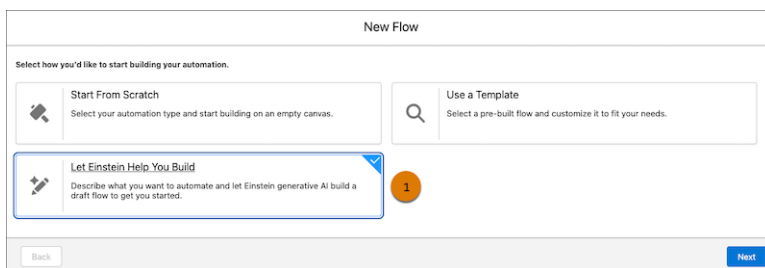 New Flow
Select how you'd like to start building your automation.
Start From Scratch
Select your automation type and start building on an empty canvas.
Use a Template
Select a pre-built flow and customize it to fit your needs.
Let Einstein Help You Build
Describe what you want to automate and let Einstein generative AI build a
draft flow to get you started.
1
Back
Next